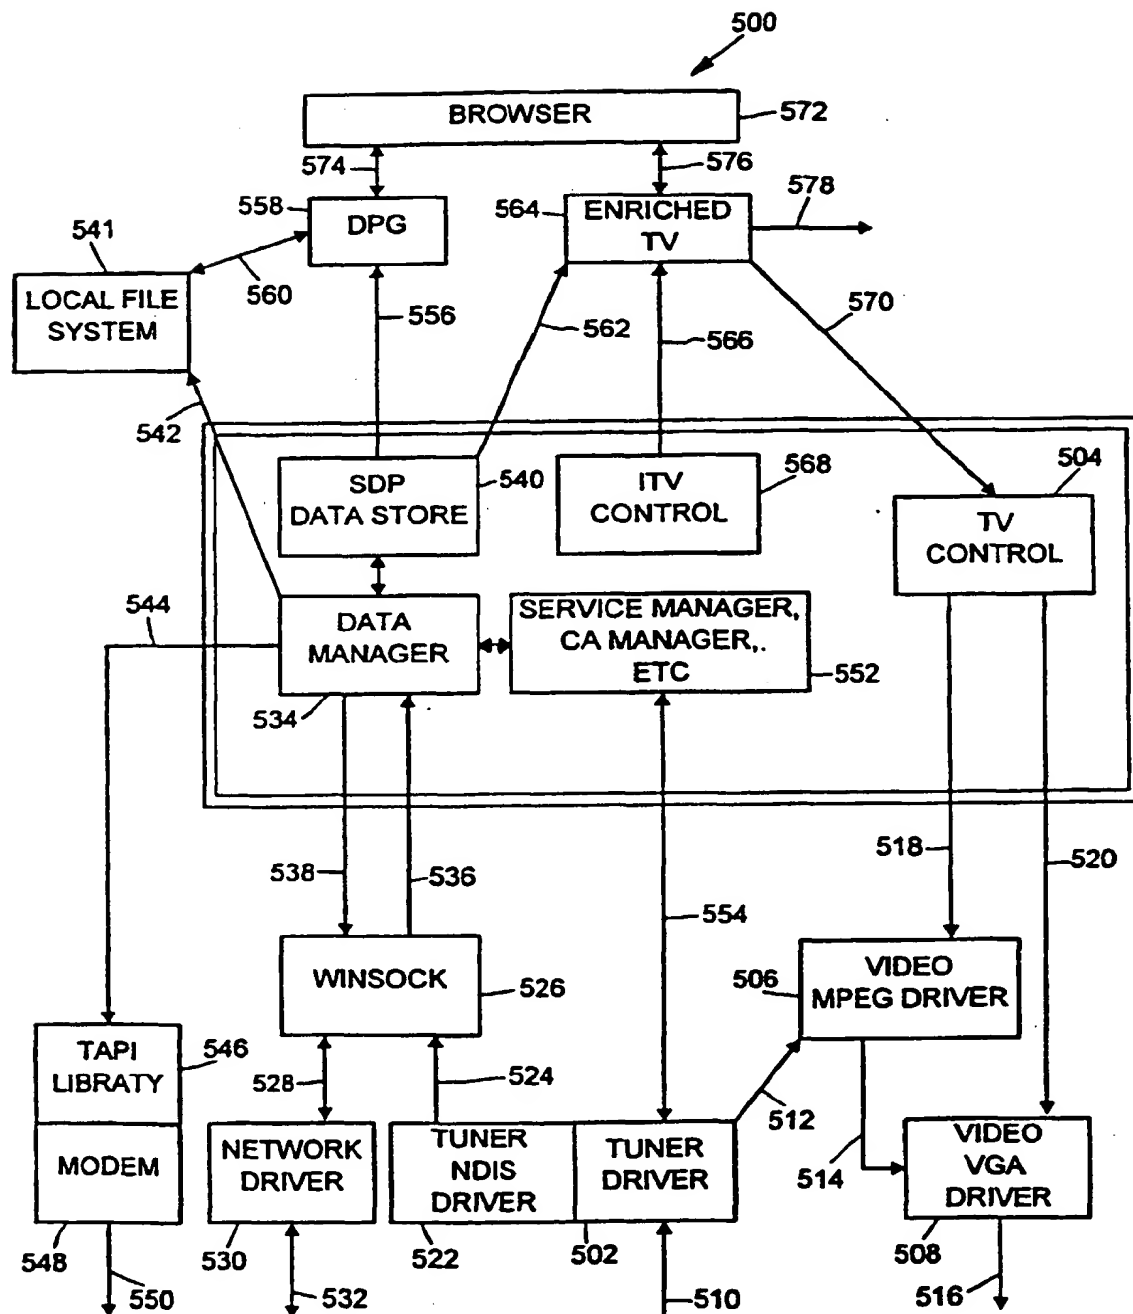 500
BROWSER
572
574
576
578
558
DPG
564
ENRICHED
TV
541
LOCAL FILE
SYSTEM
560
556
562
566
570
542
SDP
DATA STORE
540
ITV
CONTROL
568
504
TV
CONTROL
544
DATA
MANAGER
534
SERVICE MANAGER,
CA MANAGER,.
ETC
552
538
536
554
518
520
WINSOCK
526
506
VIDEO
MPEG DRIVER
TAPI
LIBRATY
546
528
524
512
514
MODEM
NETWORK
DRIVER
TUNER
NDIS
DRIVER
TUNER
DRIVER
VIDEO
VGA
DRIVER
548
550
530
532
522
502
510
508
516